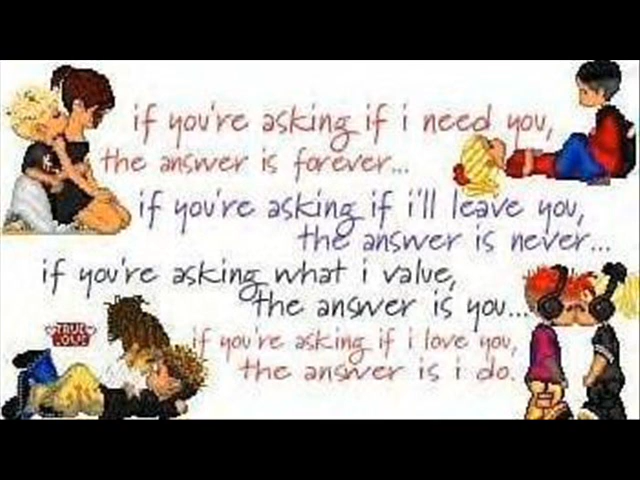 if you're asking if i need you,
the answer is forever...
if you're asking if i'll leave you,
the answer is never...
if you're asking what i value,
the answer is you...
TRUE
LOVE
if you're asking if i love you,
the answer is i do.